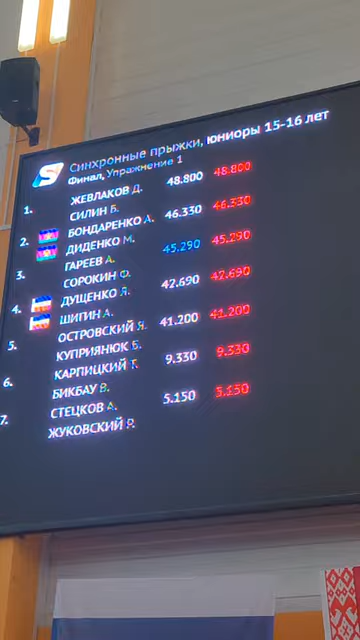 Синхронные прыжки, юниоры 15-16 лет
Финал, Упражнение 1
1. ЖЕВЛАКОВ Д. 48.800 48.800
СИЛИН Б.
2. БОНДАРЕНКО А. 46.330 46.330
ДИДЕНКО М.
3. ГАРЕЕВ А. 45.290 45.290
СОРОКИН Ф.
4. ДУЩЕНКО Я. 42.690 42.690
ШИГИН А.
5. ОСТРОВСКИЙ Я. 41.200 41.200
КУПРИЯНЮК Б.
6. КАРПИЦКИЙ Т. 9.330 9.330
БИКБАУ В.
7. СТЕЦКОВ А. 5.150 5.150
ЖУКОВСКИЙ Р.